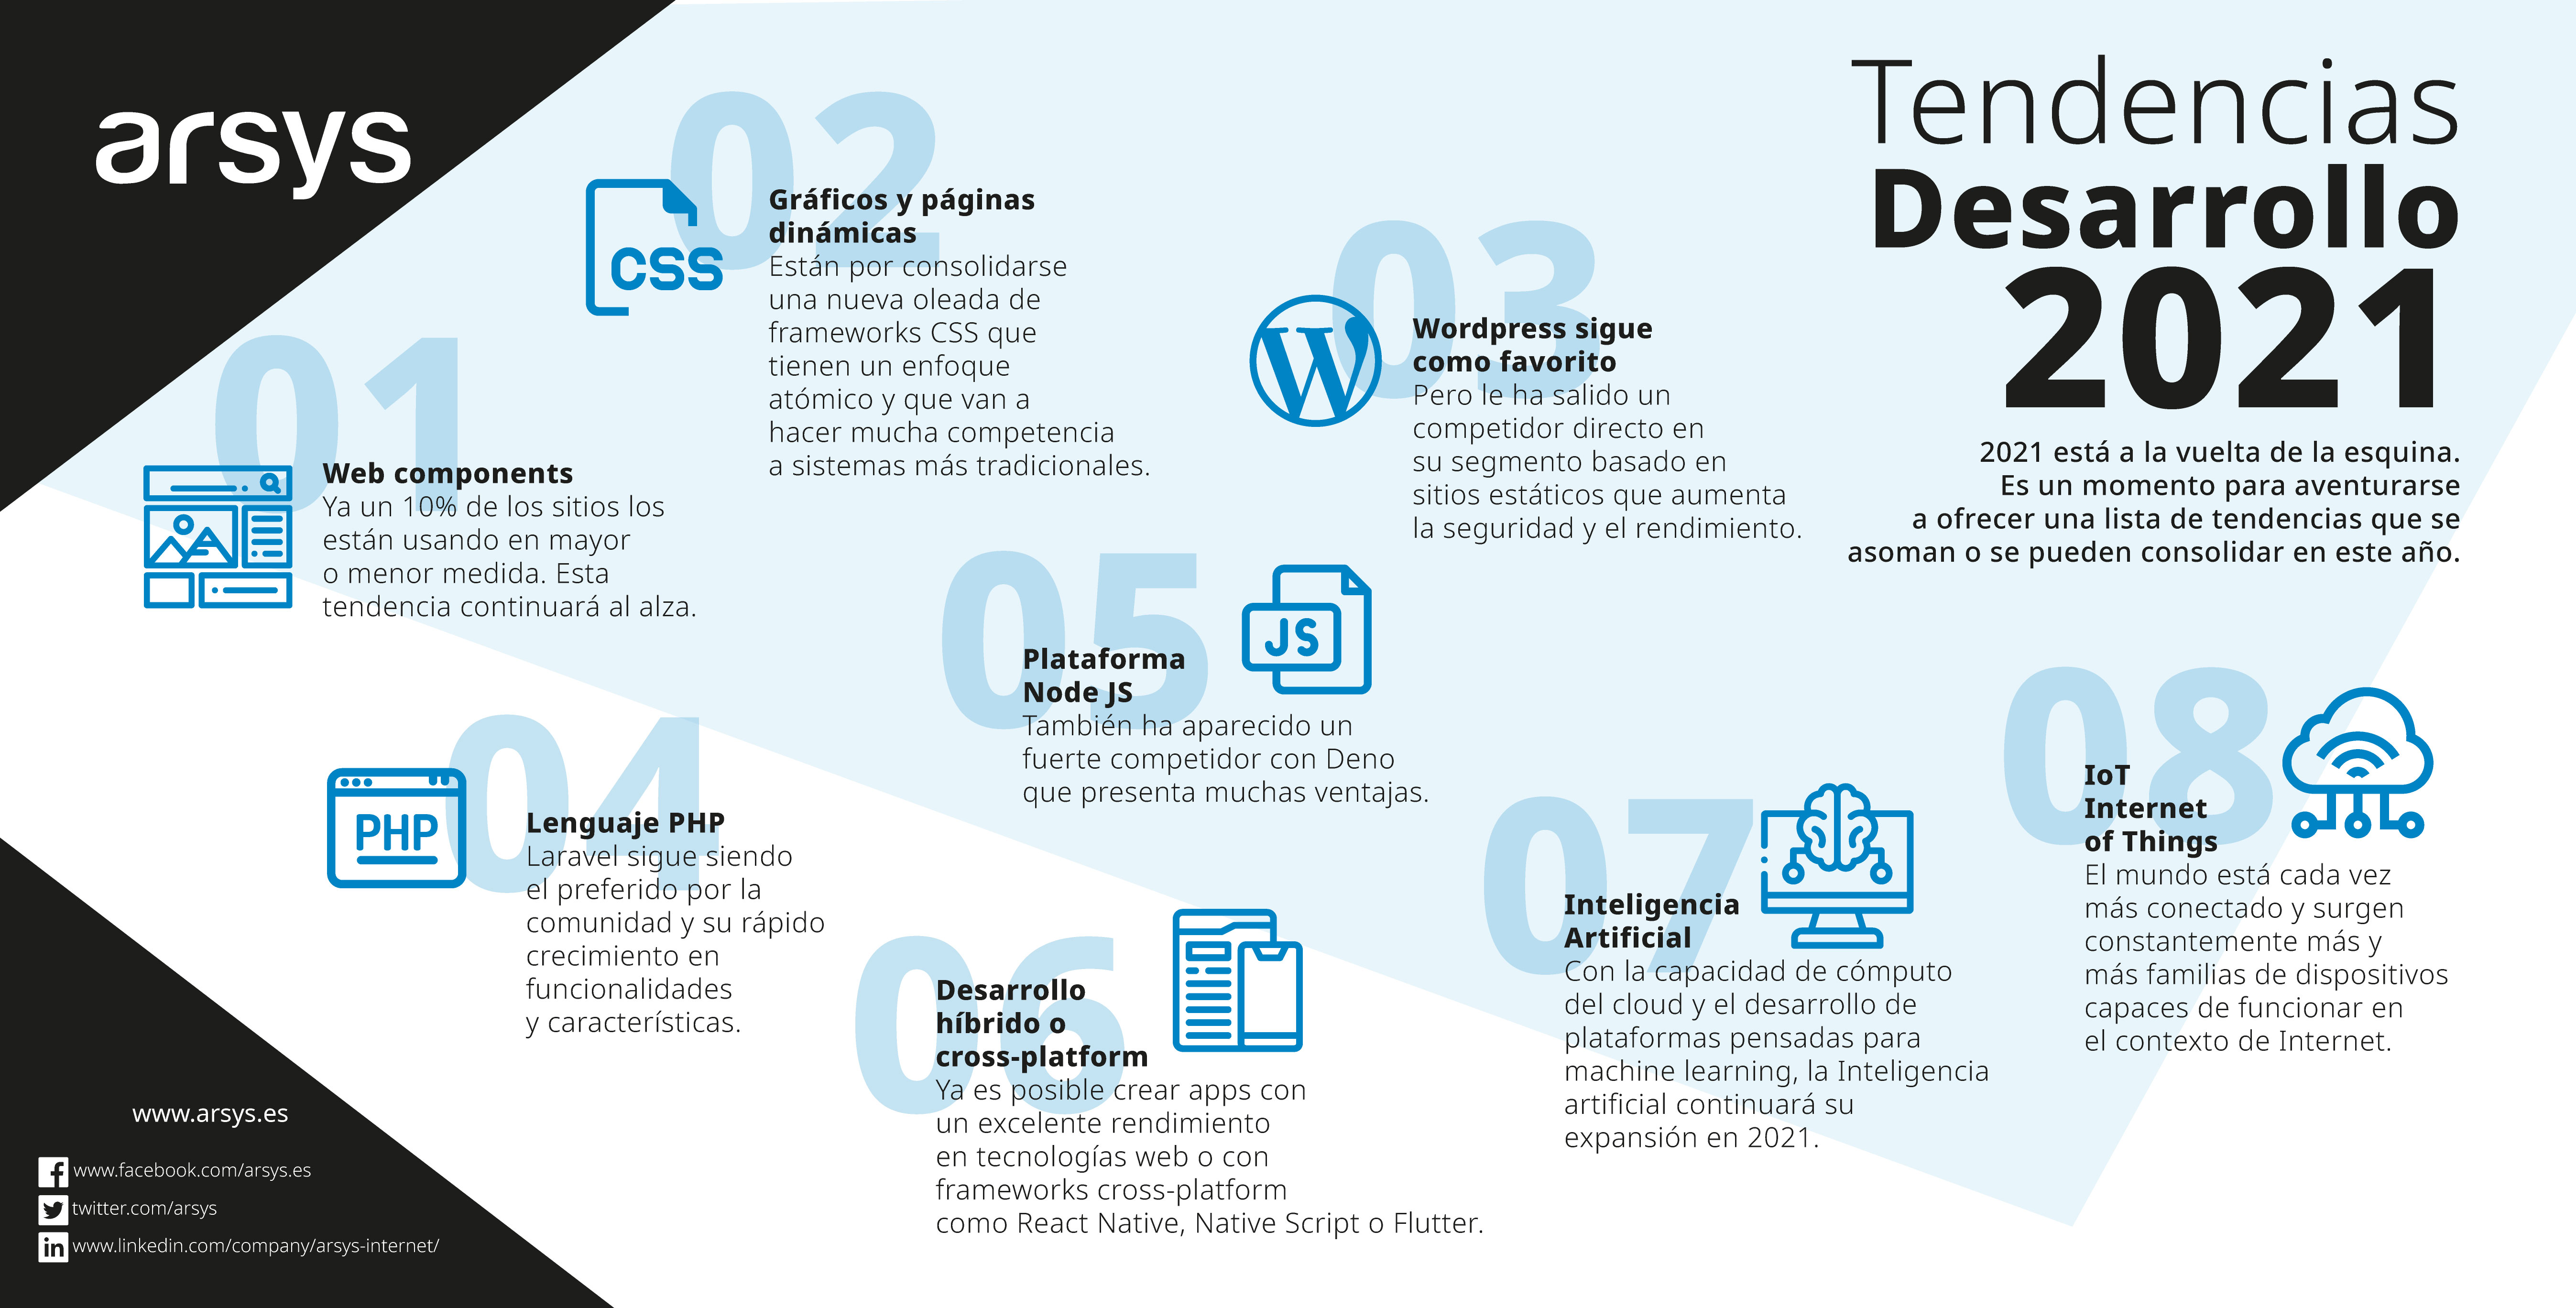 arsys
Tendencias
Desarrollo
2021
2021 está a la vuelta de la esquina.
Es un momento para aventurarse
a ofrecer una lista de tendencias que se
asoman o se pueden consolidar en este año.
01
Web components
Ya un 10% de los sitios los
están usando en mayor
o menor medida. Esta
tendencia continuará al alza.
02
CSS
Gráficos y páginas
dinámicas
Están por consolidarse
una nueva oleada de
frameworks CSS que
tienen un enfoque
atómico y que van a
hacer mucha competencia
a sistemas más tradicionales.
03
W
Wordpress sigue
como favorito
Pero le ha salido un
competidor directo en
su segmento basado en
sitios estáticos que aumenta
la seguridad y el rendimiento.
04
PHP
Lenguaje PHP
Laravel sigue siendo
el preferido por la
comunidad y su rápido
crecimiento en
funcionalidades
y características.
05
JS
Plataforma
Node JS
También ha aparecido un
fuerte competidor con Deno
que presenta muchas ventajas.
06
Desarrollo
híbrido o
cross-platform
Ya es posible crear apps con
un excelente rendimiento
en tecnologías web o con
frameworks cross-platform
como React Native, Native Script o Flutter.
07
Inteligencia
Artificial
Con la capacidad de cómputo
del cloud y el desarrollo de
plataformas pensadas para
machine learning, la Inteligencia
artificial continuará su
expansión en 2021.
08
IoT
Internet
of Things
El mundo está cada vez
más conectado y surgen
constantemente más y
más familias de dispositivos
capaces de funcionar en
el contexto de Internet.
www.arsys.es
f www.facebook.com/arsys.es
twitter.com/arsys
in www.linkedin.com/company/arsys-internet/